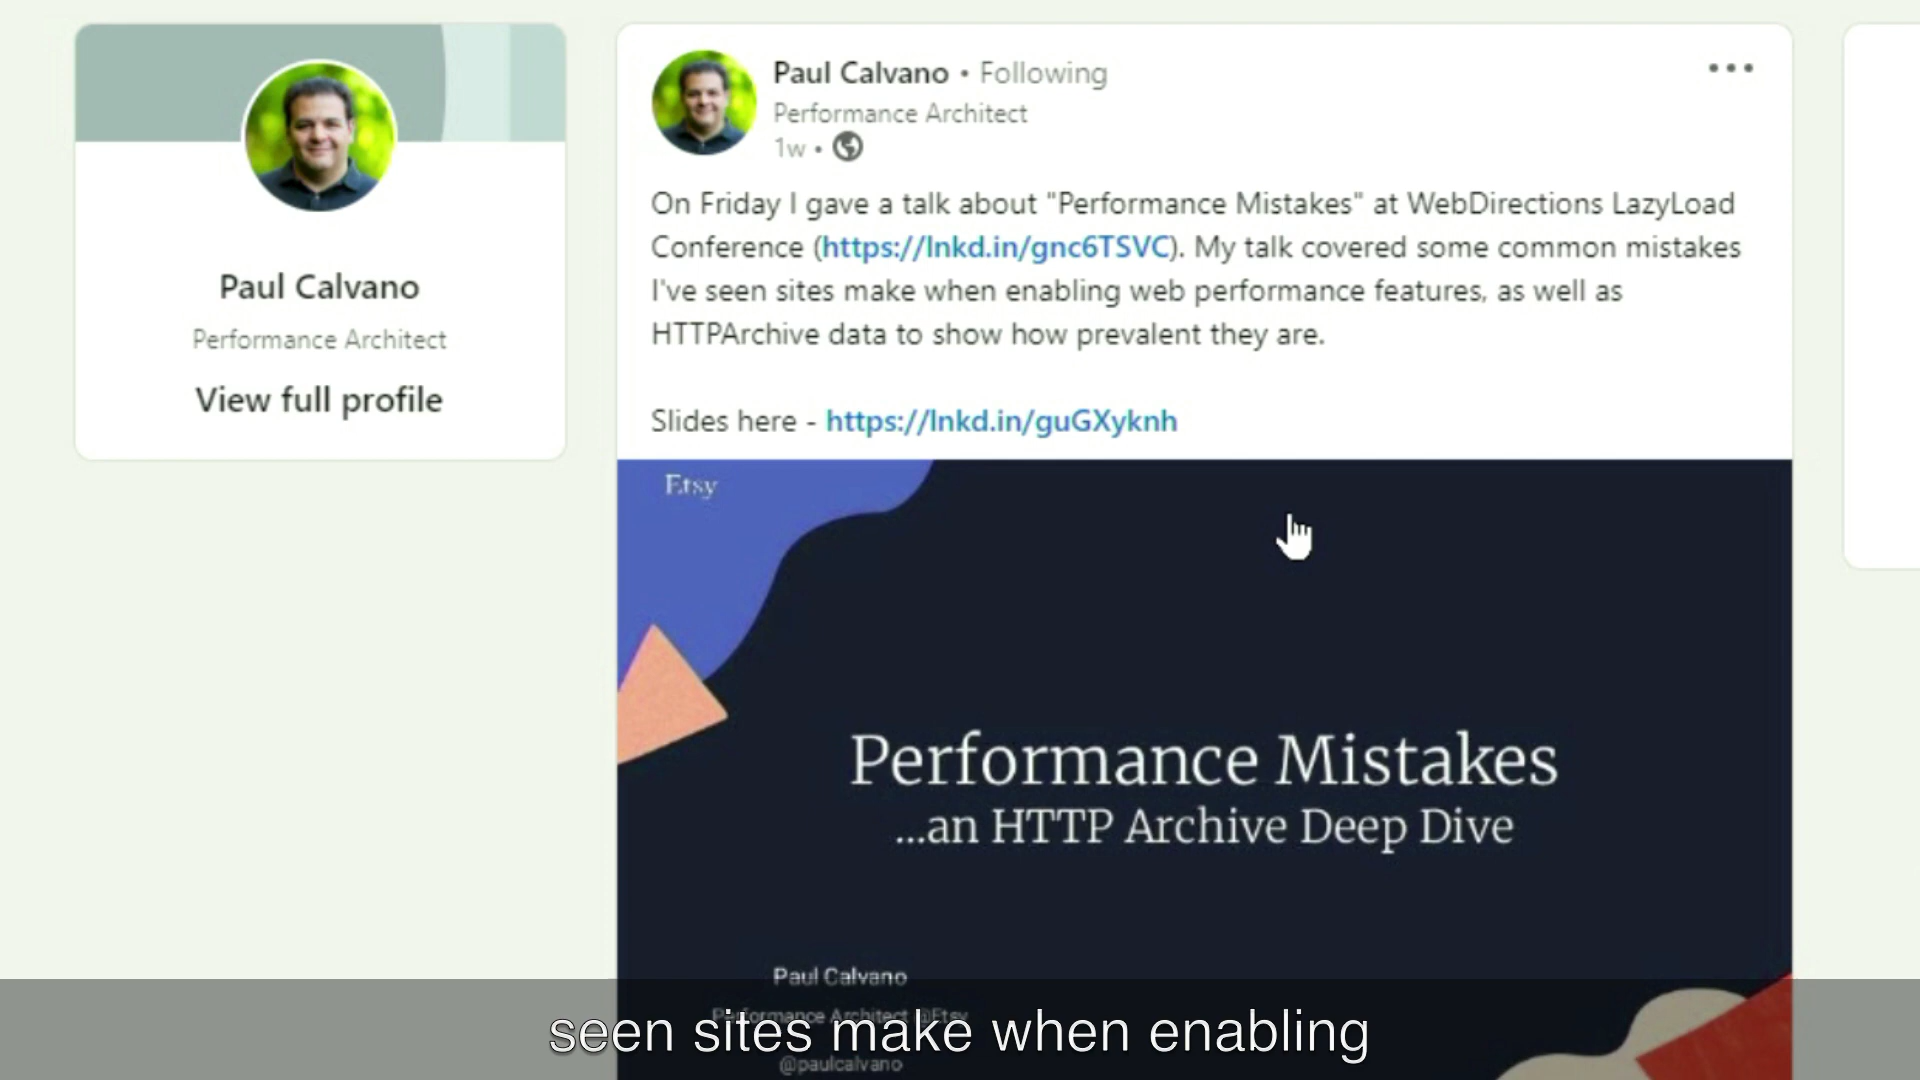 Paul Calvano
Performance Architect
View full profile
Paul Calvano • Following
Performance Architect
1w •
On Friday I gave a talk about "Performance Mistakes" at WebDirections LazyLoad
Conference (https://lnkd.in/gnc6TSVC). My talk covered some common mistakes
I've seen sites make when enabling web performance features, as well as
HTTPArchive data to show how prevalent they are.
Slides here - https://lnkd.in/guGXyknh
Etsy
Performance Mistakes
...an HTTP Archive Deep Dive
Paul Calvano
Performance Architect @Etsy
@paulcalvano
seen sites make when enabling